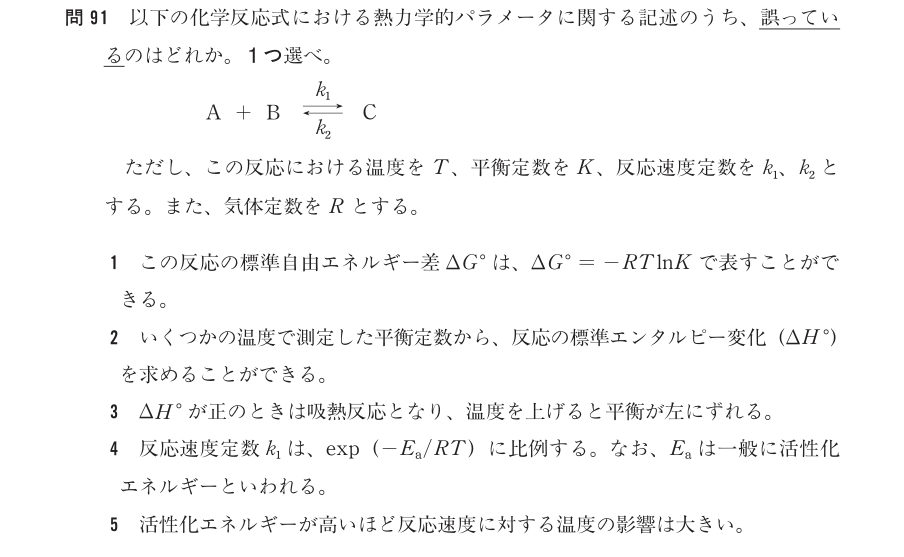 問 91 以下の化学反応式における熱力学的パラメータに関する記述のうち、誤ってい
るのはどれか。1つ選べ。
k₁
A + B ⇄ C
k₂
ただし、この反応における温度を T、平衡定数を K、反応速度定数を k₁、k₂ と
する。また、気体定数を R とする。
1 この反応の標準自由エネルギー差 ΔG° は、ΔG° = −RT lnK で表すことがで
きる。
2 いくつかの温度で測定した平衡定数から、反応の標準エンタルピー変化 (ΔH°)
を求めることができる。
3 ΔH° が正のときは吸熱反応となり、温度を上げると平衡が左にずれる。
4 反応速度定数 k₁ は、exp (−Eₐ/RT) に比例する。なお、Eₐ は一般に活性化
エネルギーといわれる。
5 活性化エネルギーが高いほど反応速度に対する温度の影響は大きい。